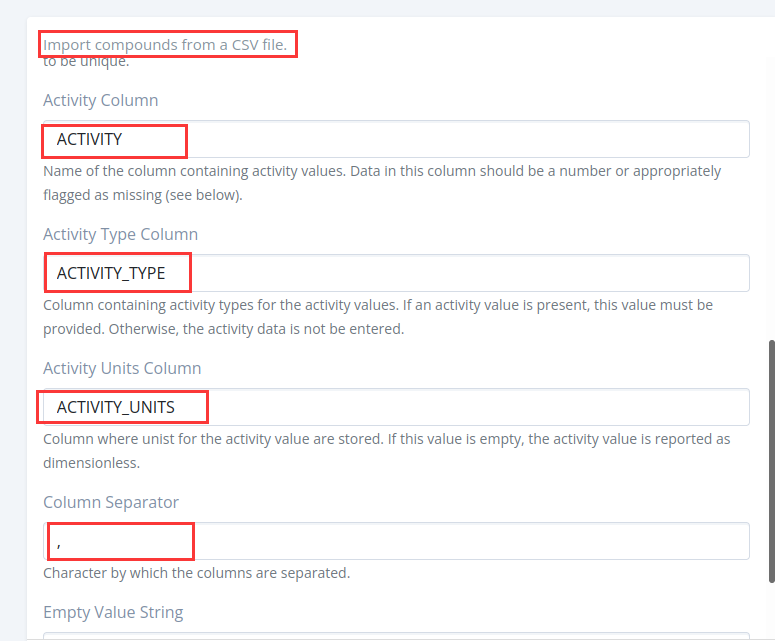 Import compounds from a CSV file.
to be unique.
Activity Column
ACTIVITY
Name of the column containing activity values. Data in this column should be a number or appropriately
flagged as missing (see below).
Activity Type Column
ACTIVITY_TYPE
Column containing activity types for the activity values. If an activity value is present, this value must be
provided. Otherwise, the activity data is not be entered.
Activity Units Column
ACTIVITY_UNITS
Column where unist for the activity value are stored. If this value is empty, the activity value is reported as
dimensionless.
Column Separator
,
Character by which the columns are separated.
Empty Value String